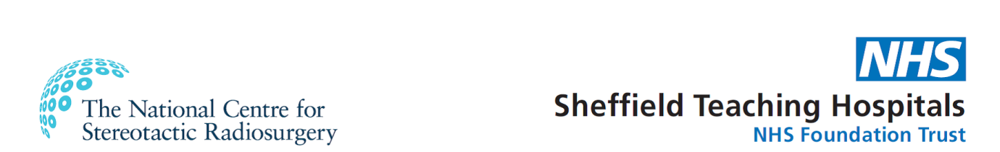 The National Centre for
Stereotactic Radiosurgery
NHS
Sheffield Teaching Hospitals
NHS Foundation Trust